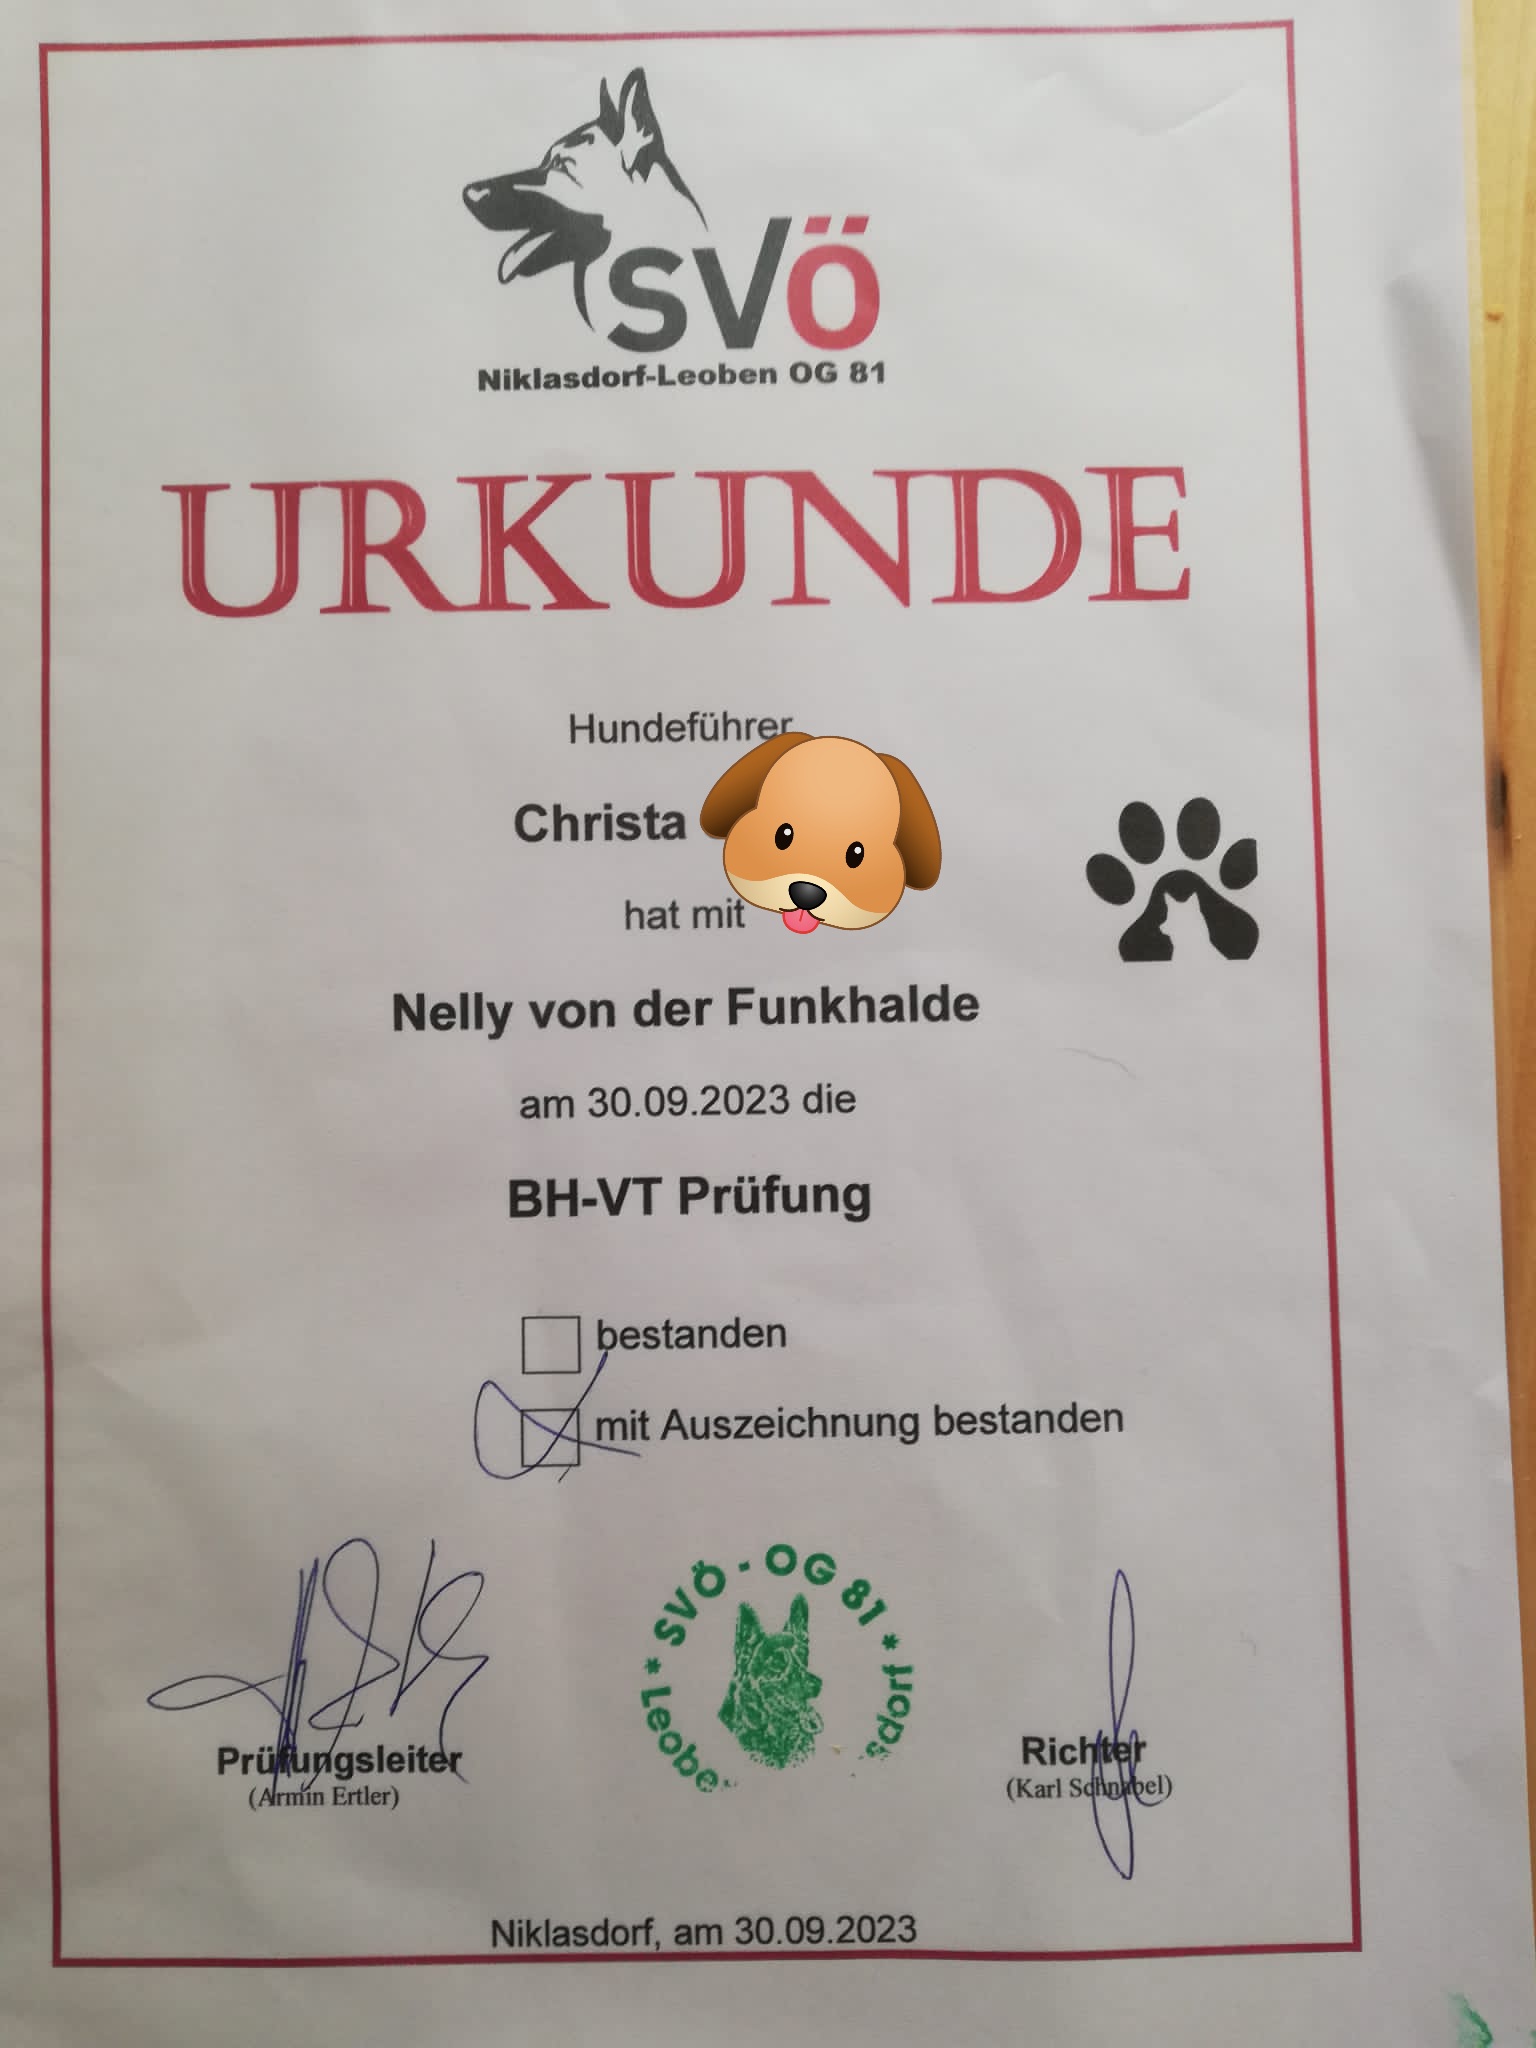 SVÖ
Niklasdorf-Leoben OG 81
URKUNDE
Hundeführer
Christa
hat mit
Nelly von der Funkhalde
am 30.09.2023 die
BH-VT Prüfung
bestanden
mit Auszeichnung bestanden
* SVÖ - OG 81 *
Leobe
sdorf
Prüfungsleiter
(Armin Ertler)
Richter
(Karl Schnabel)
Niklasdorf, am 30.09.2023